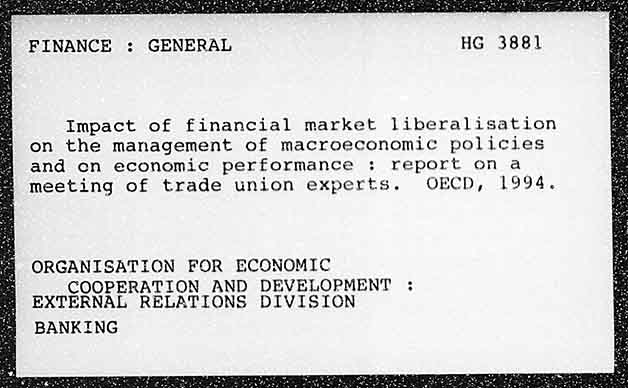 FINANCE : GENERAL HG 3881
Impact of financial market liberalisation
on the management of macroeconomic policies
and on economic performance : report on a
meeting of trade union experts. OECD, 1994.
ORGANISATION FOR ECONOMIC
COOPERATION AND DEVELOPMENT :
EXTERNAL RELATIONS DIVISION
BANKING